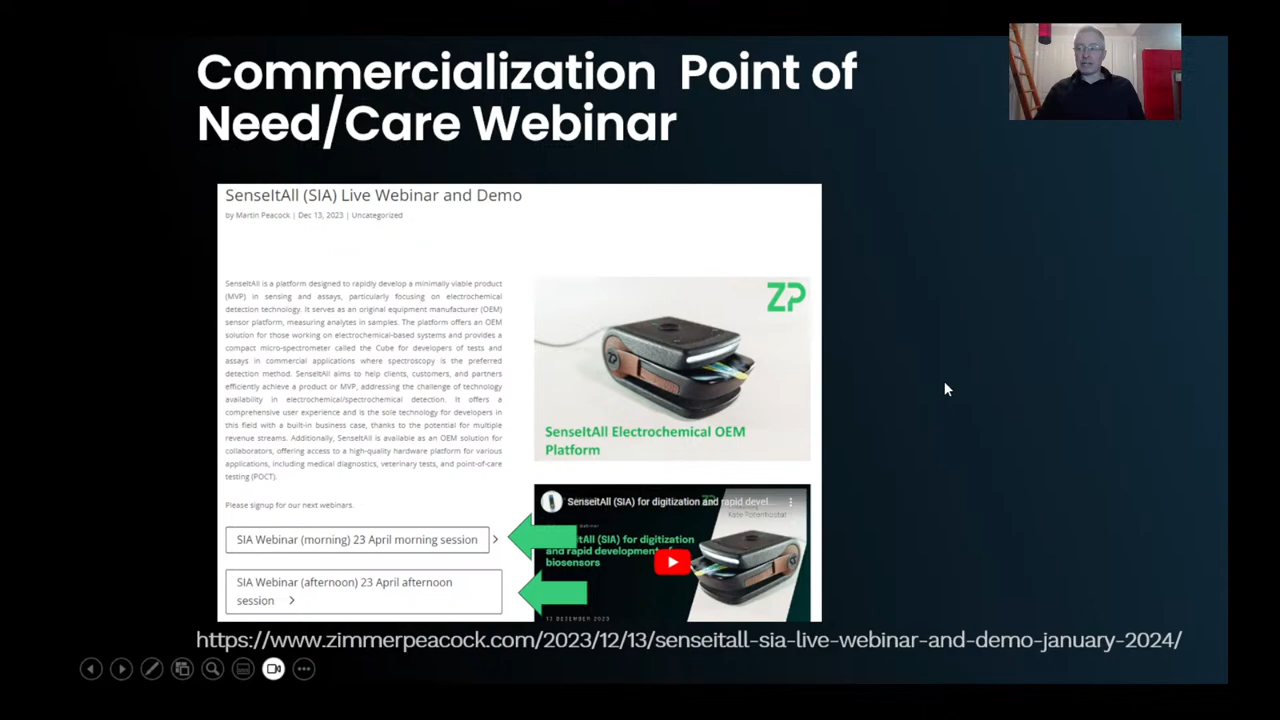 Commercialization Point of
Need/Care Webinar
SenseItAll (SIA) Live Webinar and Demo
by Martin Peacock | Dec 13, 2023 | Uncategorized
SenseItAll is a platform designed to rapidly develop a minimally viable product
(MVP) in sensing and assays, particularly focusing on electrochemical
detection technology. It serves as an original equipment manufacturer (OEM)
sensor platform, measuring analytes in samples. The platform offers an OEM
solution for those working on electrochemical-based systems and provides a
compact micro-spectrometer called the Cube for developers of tests and
assays in commercial applications where spectroscopy is the preferred
detection method. SenseItAll aims to help clients, customers, and partners
efficiently achieve a product or MVP, addressing the challenge of technology
availability in electrochemical/spectrochemical detection. It offers a
comprehensive user experience and is the sole technology for developers in
this field with a built-in business case, thanks to the potential for multiple
revenue streams. Additionally, SenseItAll is available as an OEM solution for
collaborators, offering access to a high-quality hardware platform for various
applications, including medical diagnostics, veterinary tests, and point-of-care
testing (POCT).
Please signup for our next webinars.
SIA Webinar (morning) 23 April morning session
SIA Webinar (afternoon) 23 April afternoon
session
ZP
SenseItAll Electrochemical OEM
Platform
SenseitAll (SIA) for digitization and rapid devel...
(SIA) for digitization
and rapid development
biosensors
13 DESEMBER 2023
https://www.zimmerpeacock.com/2023/12/13/senseitall-sia-live-webinar-and-demo-january-2024/